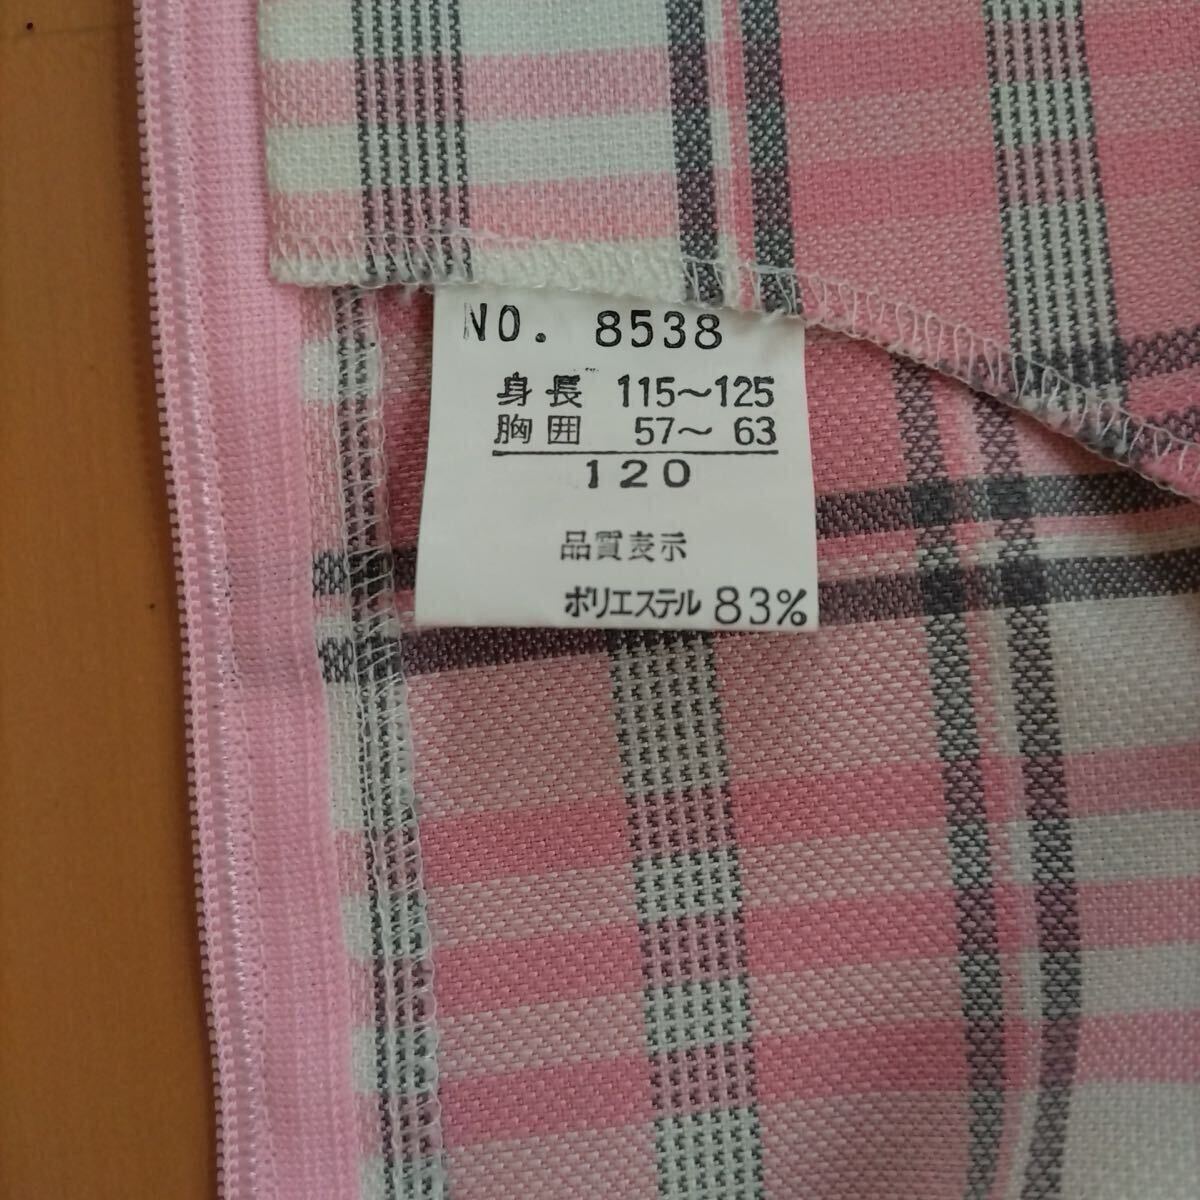 NO. 8538
身長 115～125
胸囲 57～ 63
120
品質表示
ポリエステル 83%